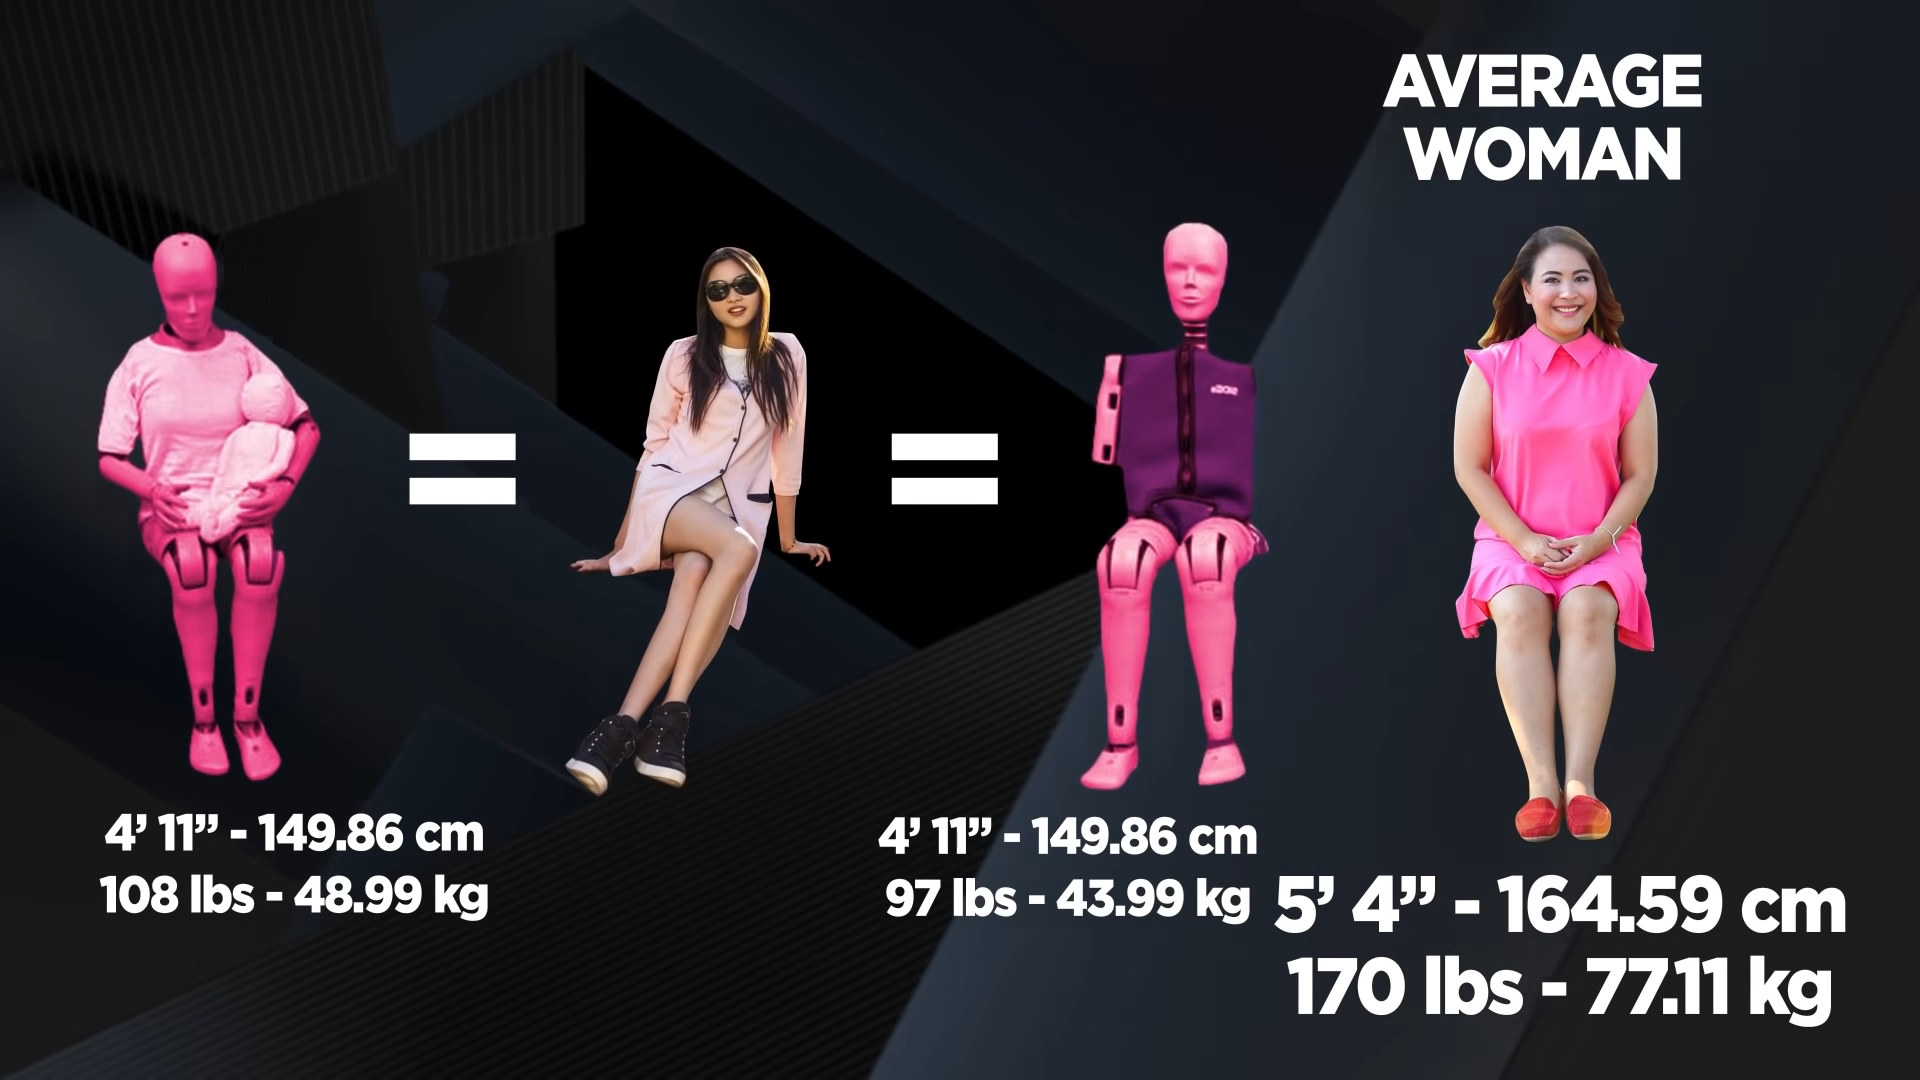 AVERAGE
WOMAN
4’ 11” - 149.86 cm
108 lbs - 48.99 kg
4’ 11” - 149.86 cm
97 lbs - 43.99 kg
5’ 4” - 164.59 cm
170 lbs - 77.11 kg